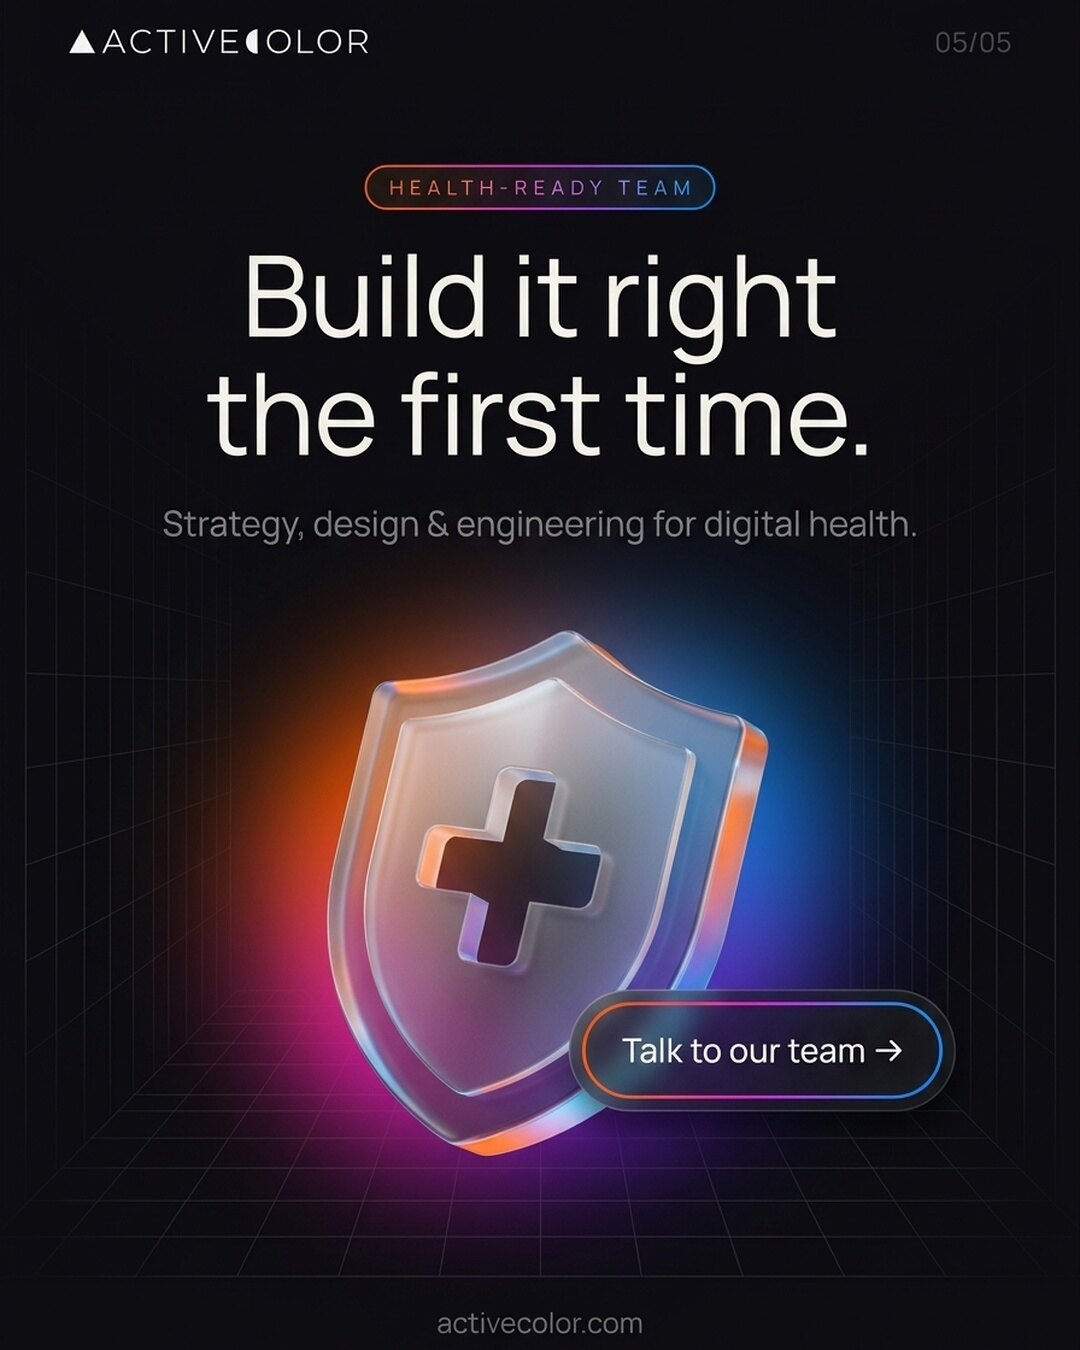 ACTIVECOLOR
05/05
HEALTH-READY TEAM
Build it right
the first time.
Strategy, design & engineering for digital health.
Talk to our team →
activecolor.com